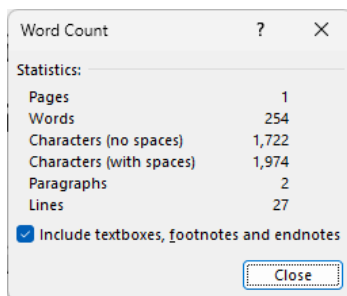 Word Count ? ×
Statistics:
Pages 1
Words 254
Characters (no spaces) 1,722
Characters (with spaces) 1,974
Paragraphs 2
Lines 27
Include textboxes, footnotes and endnotes
Close